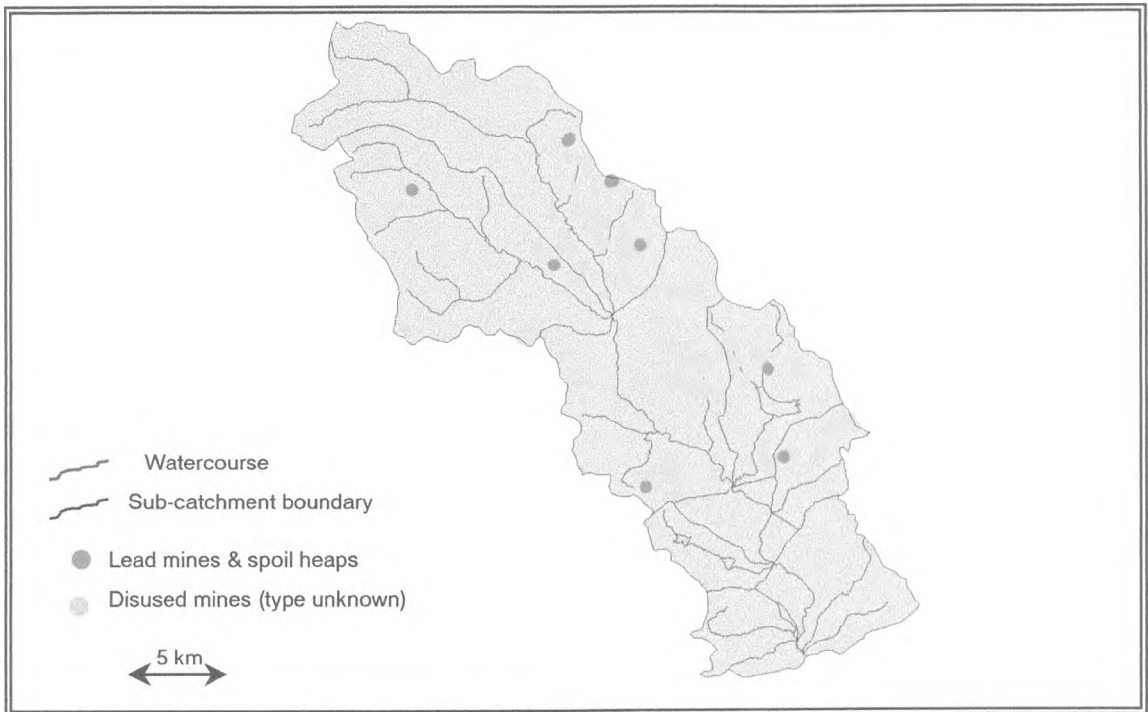 Watercourse
Sub-catchment boundary
Lead mines & spoil heaps
Disused mines (type unknown)
5 km